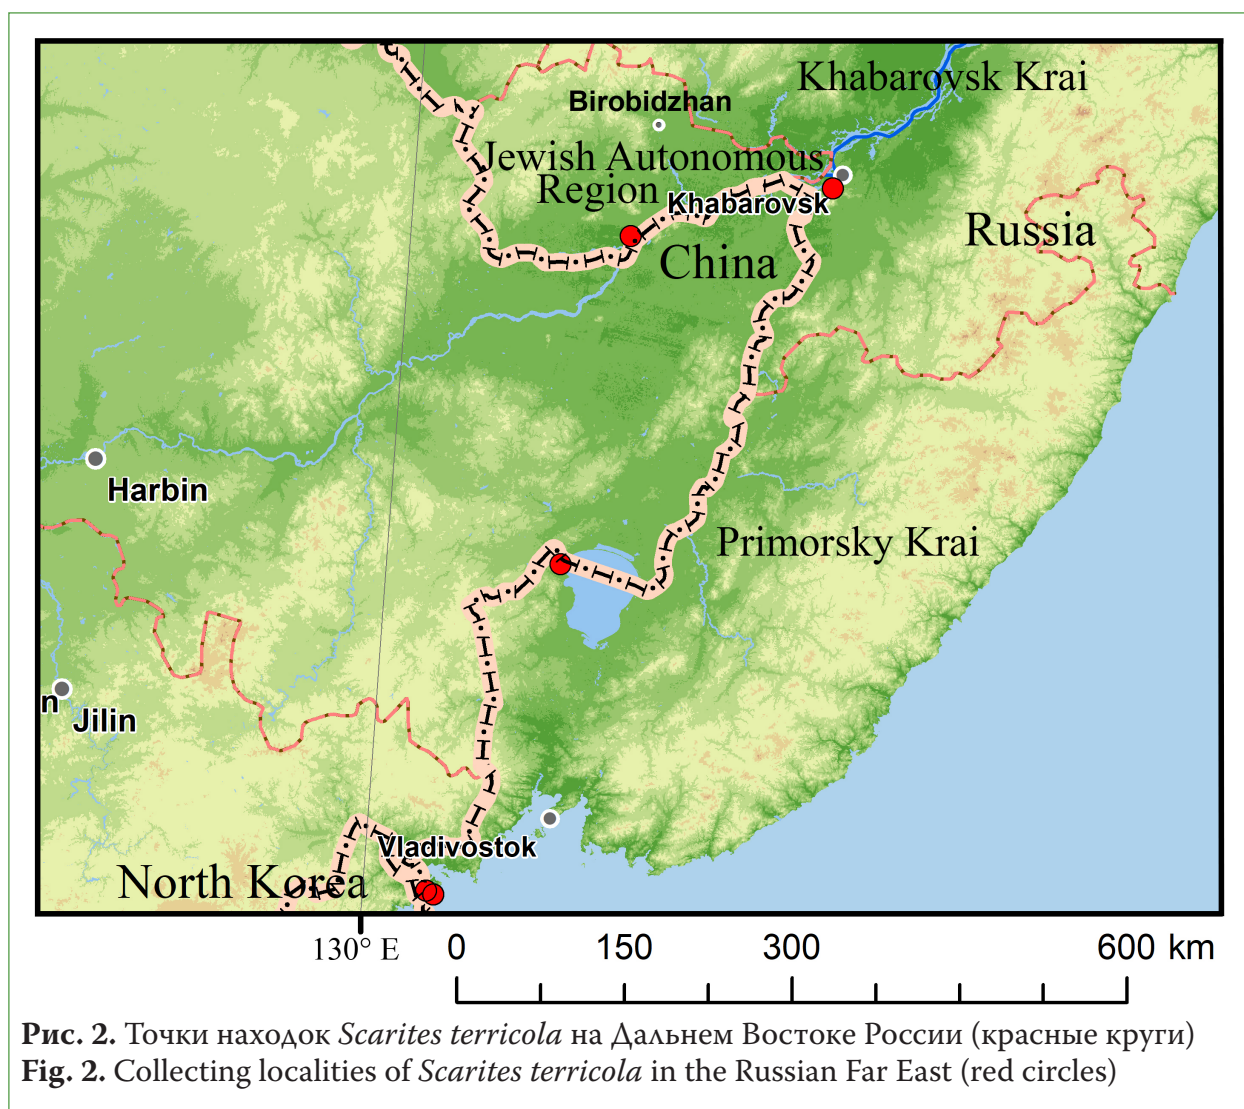 Khabarovsk Krai
Birobidzhan
Jewish Autonomous
Region
Khabarovsk
Russia
China
Harbin
Primorsky Krai
n
Jilin
Vladivostok
North Korea
130° E
0 150 300 600 km
Рис. 2. Точки находок Scarites terricola на Дальнем Востоке России (красные круги)
Fig. 2. Collecting localities of Scarites terricola in the Russian Far East (red circles)